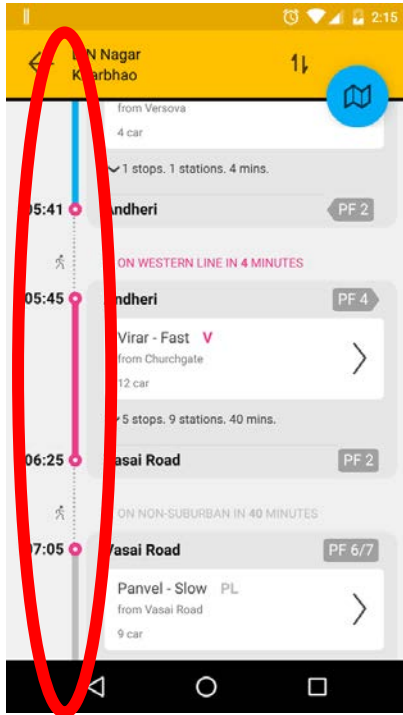 2:15
D N Nagar
Kharbhao
from Versova
4 car
1 stops. 1 stations. 4 mins.
05:41 Andheri PF 2
ON WESTERN LINE IN 4 MINUTES
05:45 Andheri PF 4
Virar - Fast V
from Churchgate
12 car
5 stops. 9 stations. 40 mins.
06:25 Vasai Road PF 2
ON NON-SUBURBAN IN 40 MINUTES
07:05 Vasai Road PF 6/7
Panvel - Slow PL
from Vasai Road
9 car